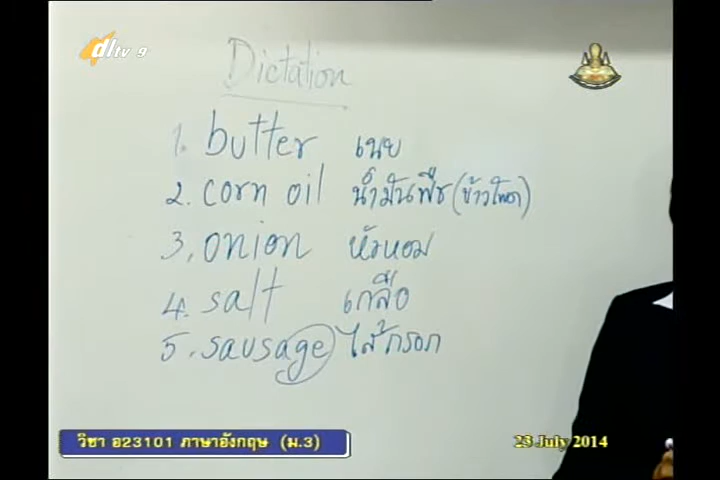 dltv 9
Dictation
1. butter เนย
2. corn oil น้ำมันพืช (ข้าวโพด)
3. onion หัวหอม
4. salt เกลือ
5. sausage ไส้กรอก
วิชา อ23101 ภาษาอังกฤษ (ม.3)
23 July 2014